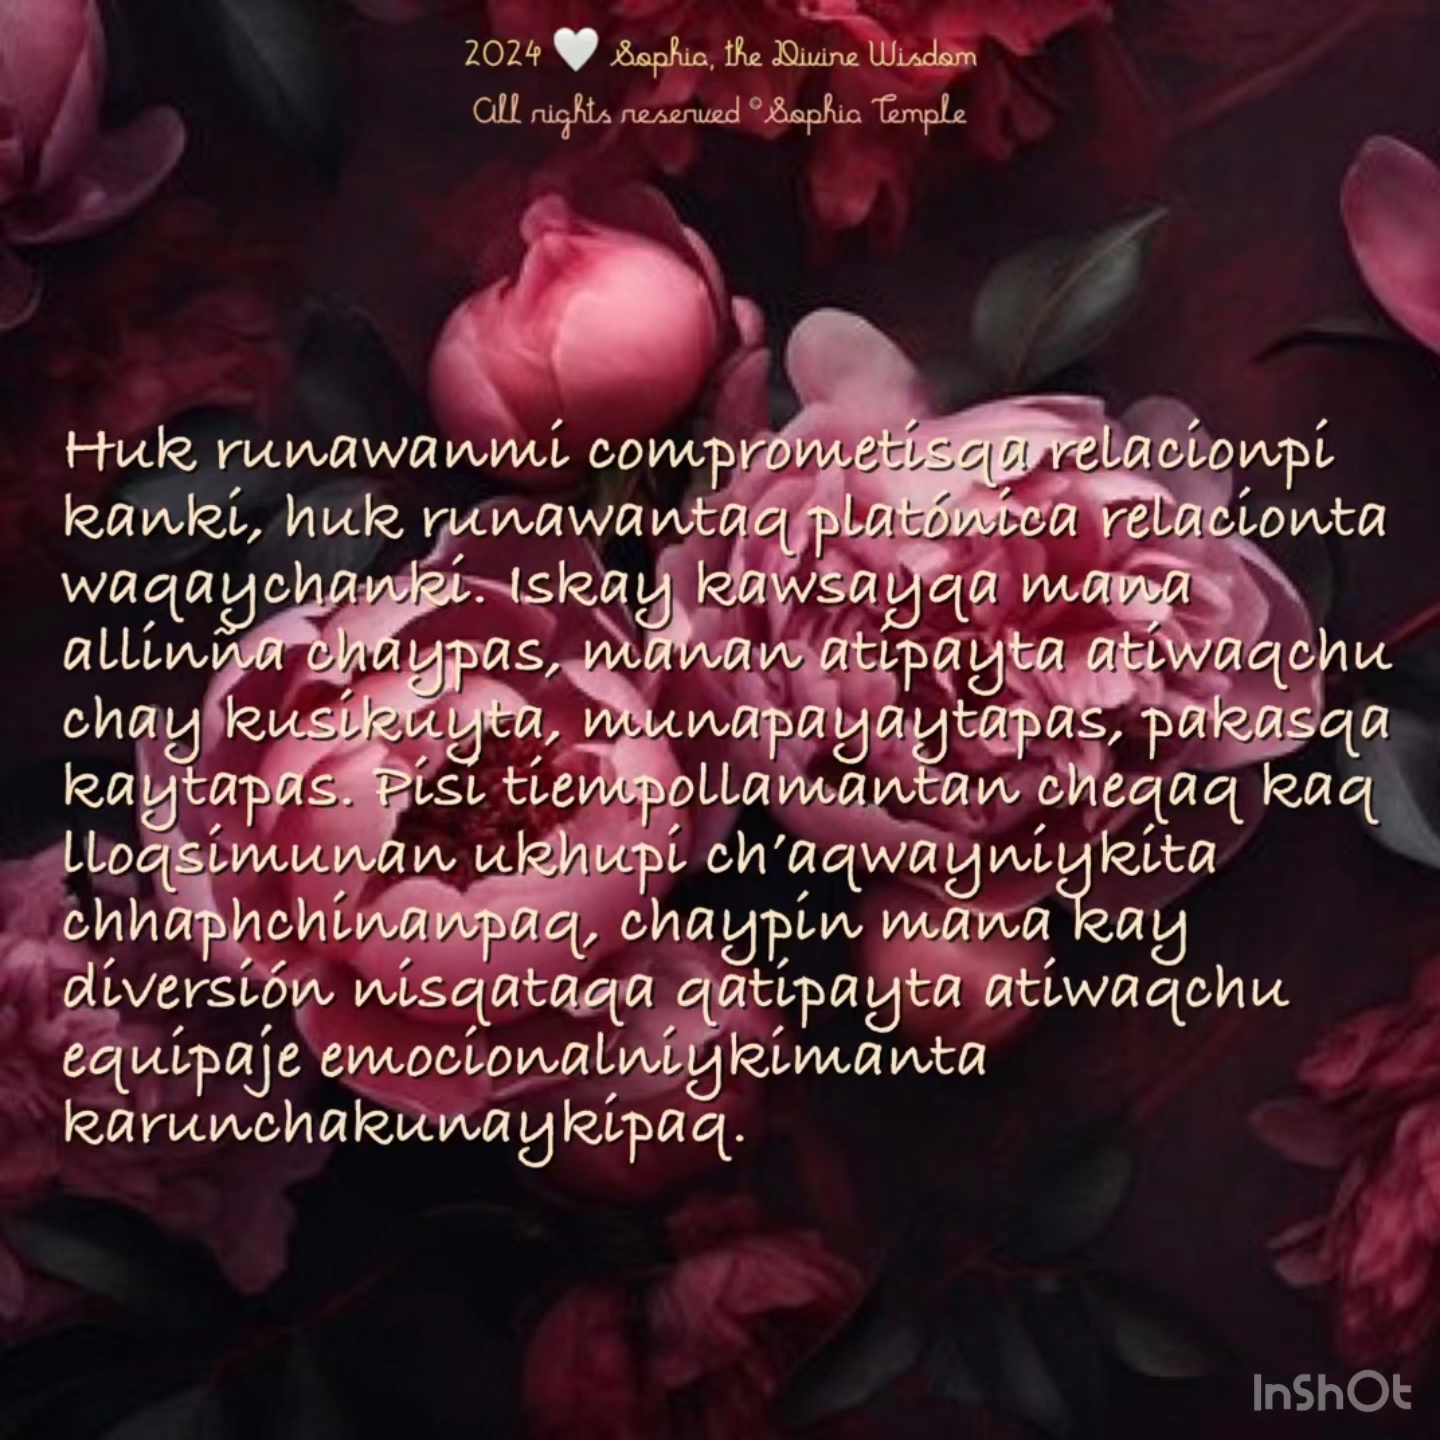 2024 🤍 Sophia, the Divine Wisdom
All rights reserved ©Sophia Temple
Huk runawanmi comprometisqa relacionpi
kanki, huk runawantaq platónica relacionta
waqaychanki. Iskay kawsayqa mana
allinña chaypas, manan atipayta atiwaqchu
chay kusikuyta, munapayaytapas, pakasqa
kaytapas. Pisi tiempollamantan cheqaq kaq
lloqsimunan ukhupi ch’aqwayniykita
chhaphchinanpaq, chaypin mana kay
diversión nisqataqa qatipayta atiwaqchu
equipaje emocionalniykimanta
karunchakunaykipaq.
InShOt